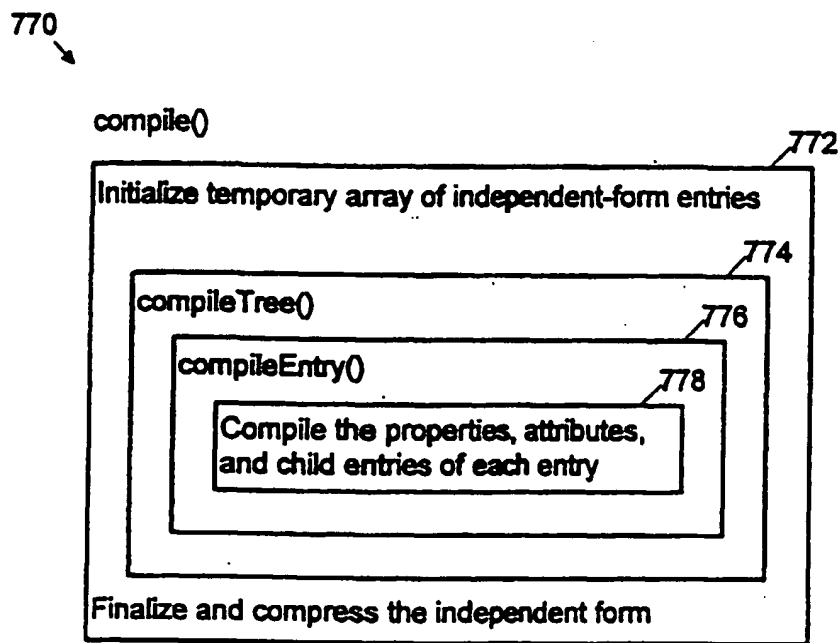 770
compile()
772
Initialize temporary array of independent-form entries
774
compileTree()
776
compileEntry()
778
Compile the properties, attributes,
and child entries of each entry
Finalize and compress the independent form